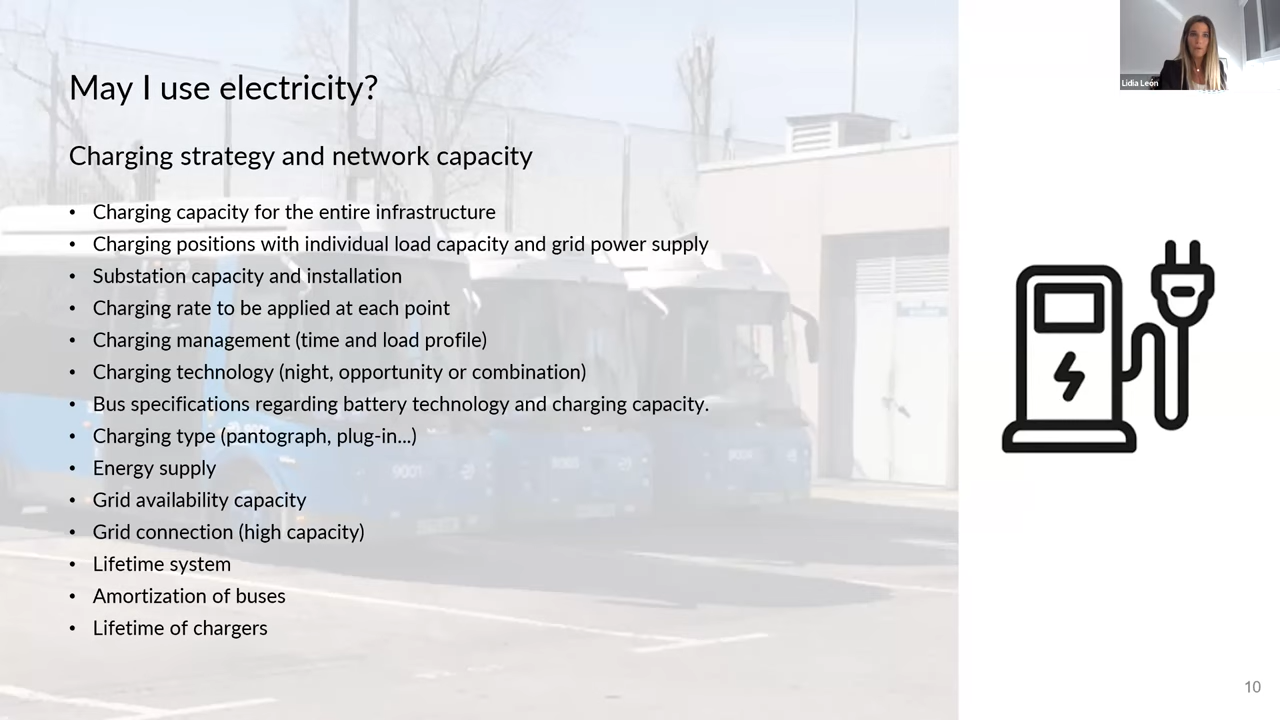 May I use electricity?
Lidia León
Charging strategy and network capacity
• Charging capacity for the entire infrastructure
• Charging positions with individual load capacity and grid power supply
• Substation capacity and installation
• Charging rate to be applied at each point
• Charging management (time and load profile)
• Charging technology (night, opportunity or combination)
• Bus specifications regarding battery technology and charging capacity.
• Charging type (pantograph, plug-in...)
• Energy supply
• Grid availability capacity
• Grid connection (high capacity)
• Lifetime system
• Amortization of buses
• Lifetime of chargers
9001
10